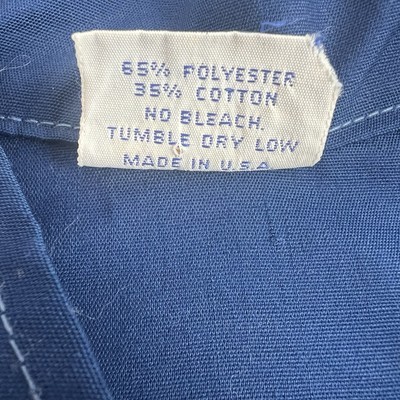 65% POLYESTER
35% COTTON
NO BLEACH.
TUMBLE DRY LOW
MADE IN U.S.A